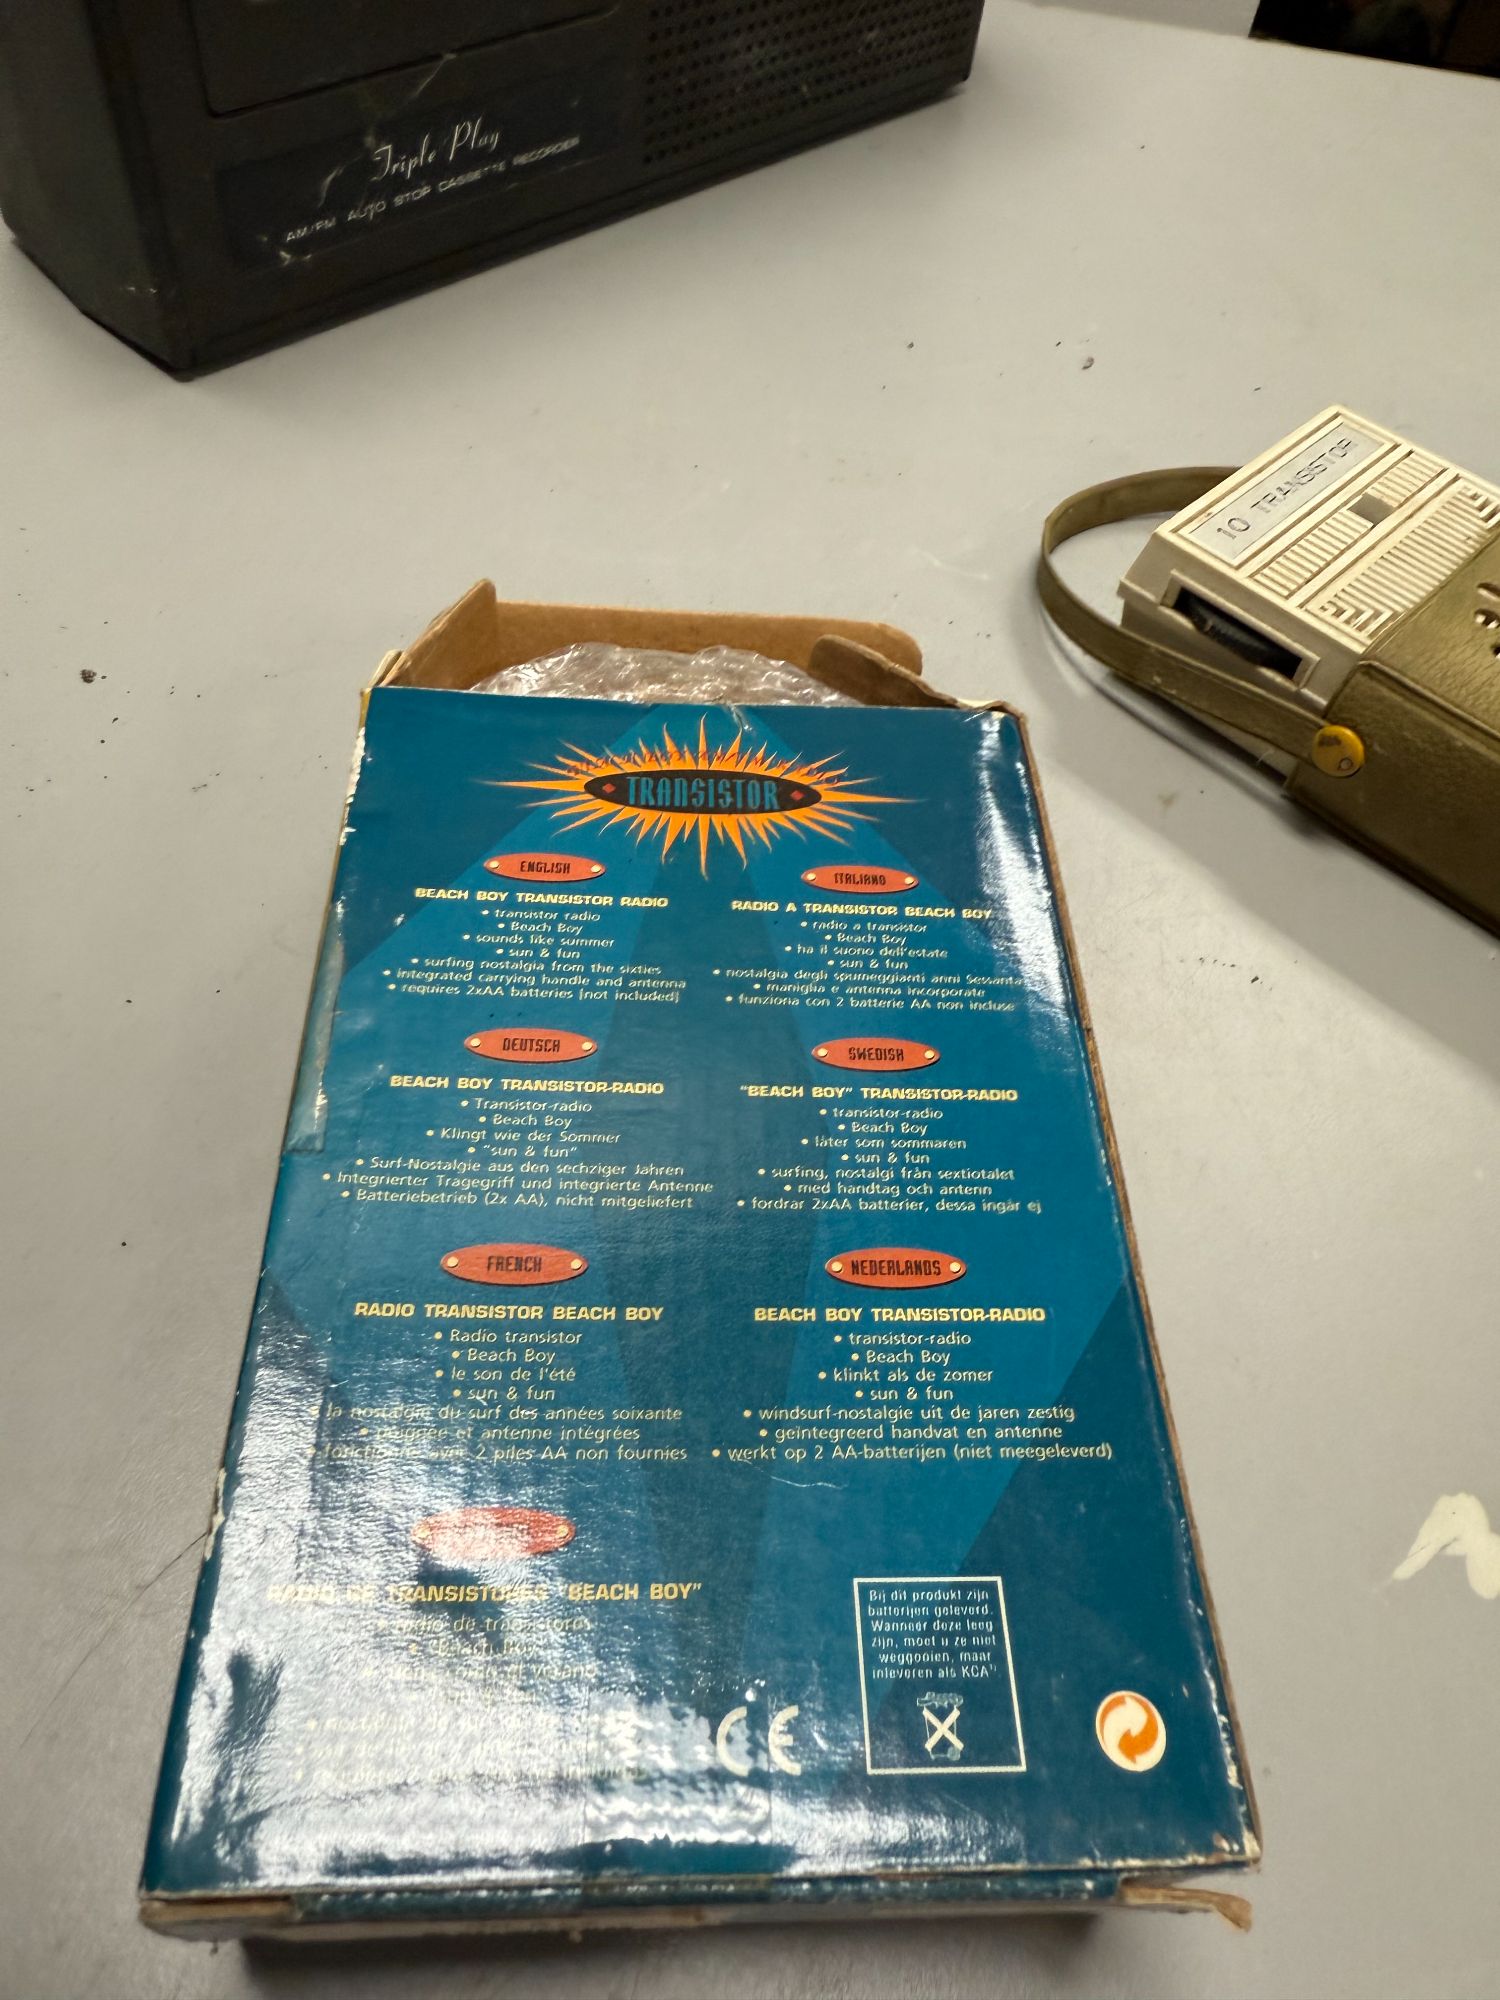 Triple Play
AM/FM AUTO STOP CASSETTE RECORDER
10 TRANSISTOR
TRANSISTOR
ENGLISH
BEACH BOY TRANSISTOR RADIO
• transistor radio
• Beach Boy
• sounds like summer
• sun & fun
• surfing nostalgia from the sixties
• integrated carrying handle and antenna
• requires 2xAA batteries (not included)
ITALIANO
RADIO A TRANSISTOR BEACH BOY
• radio a transistor
• Beach Boy
• ha il suono dell'estate
• sun & fun
• nostalgia degli spumeggianti anni Sessanta
• maniglia e antenna incorporate
• funziona con 2 batterie AA non incluse
DEUTSCH
BEACH BOY TRANSISTOR-RADIO
• Transistor-radio
• Beach Boy
• Klingt wie der Sommer
• "sun & fun"
• Surf-Nostalgie aus den sechziger Jahren
• Integrierter Tragegriff und integrierte Antenne
• Batteriebetrieb (2x AA), nicht mitgeliefert
SWEDISH
"BEACH BOY" TRANSISTOR-RADIO
• transistor-radio
• Beach Boy
• låter som sommaren
• sun & fun
• surfing, nostalgi från sextiotalet
• med handtag och antenn
• fordrar 2xAA batterier, dessa ingår ej
FRENCH
RADIO TRANSISTOR BEACH BOY
• Radio transistor
• Beach Boy
• le son de l'été
• sun & fun
• la nostalgie du surf des années soixante
• poignée et antenne intégrées
• fonctionne avec 2 piles AA non fournies
NEDERLANDS
BEACH BOY TRANSISTOR-RADIO
• transistor-radio
• Beach Boy
• klinkt als de zomer
• sun & fun
• windsurf-nostalgie uit de jaren zestig
• geïntegreerd handvat en antenne
• werkt op 2 AA-batterijen (niet meegeleverd)
RADIO DE TRANSISTORES "BEACH BOY"
• radio de transistores
• Beach Boy
CE
Bij dit produkt zijn
batterijen geleverd.
Wanneer deze leeg
zijn, moet u ze niet
weggooien, maar
inleveren als KCA